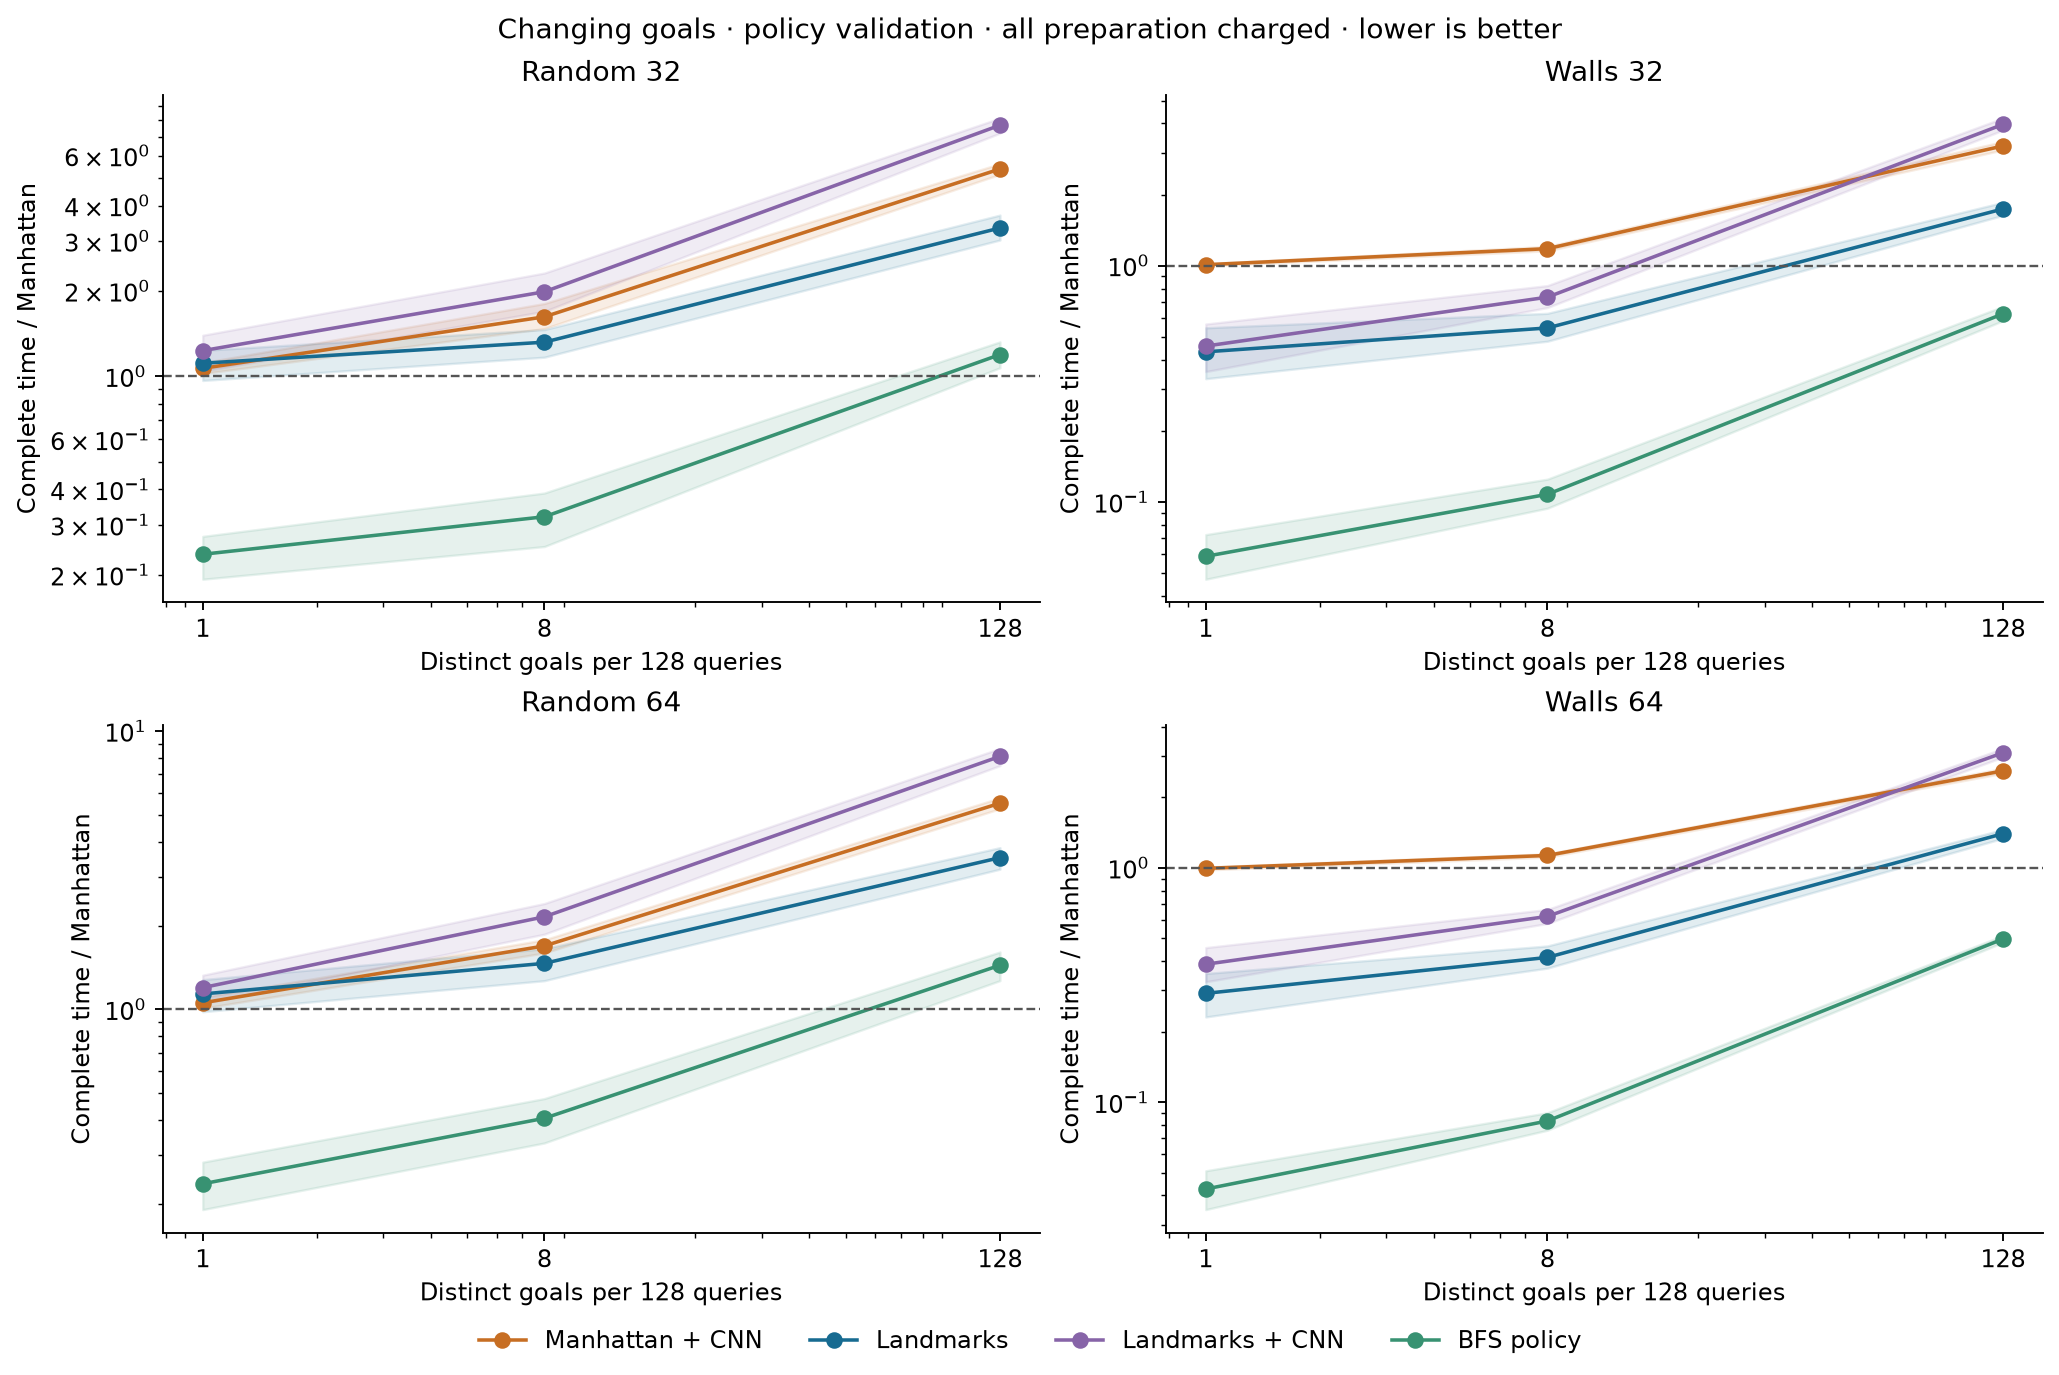 Changing goals · policy validation · all preparation charged · lower is better
Random 32
Complete time / Manhattan
6 × 10⁰
4 × 10⁰
3 × 10⁰
2 × 10⁰
10⁰
6 × 10⁻¹
4 × 10⁻¹
3 × 10⁻¹
2 × 10⁻¹
1 8 128
Distinct goals per 128 queries
Walls 32
Complete time / Manhattan
10⁰
10⁻¹
1 8 128
Distinct goals per 128 queries
Random 64
Complete time / Manhattan
10¹
10⁰
1 8 128
Distinct goals per 128 queries
Walls 64
Complete time / Manhattan
10⁰
10⁻¹
1 8 128
Distinct goals per 128 queries
Manhattan + CNN Landmarks Landmarks + CNN BFS policy